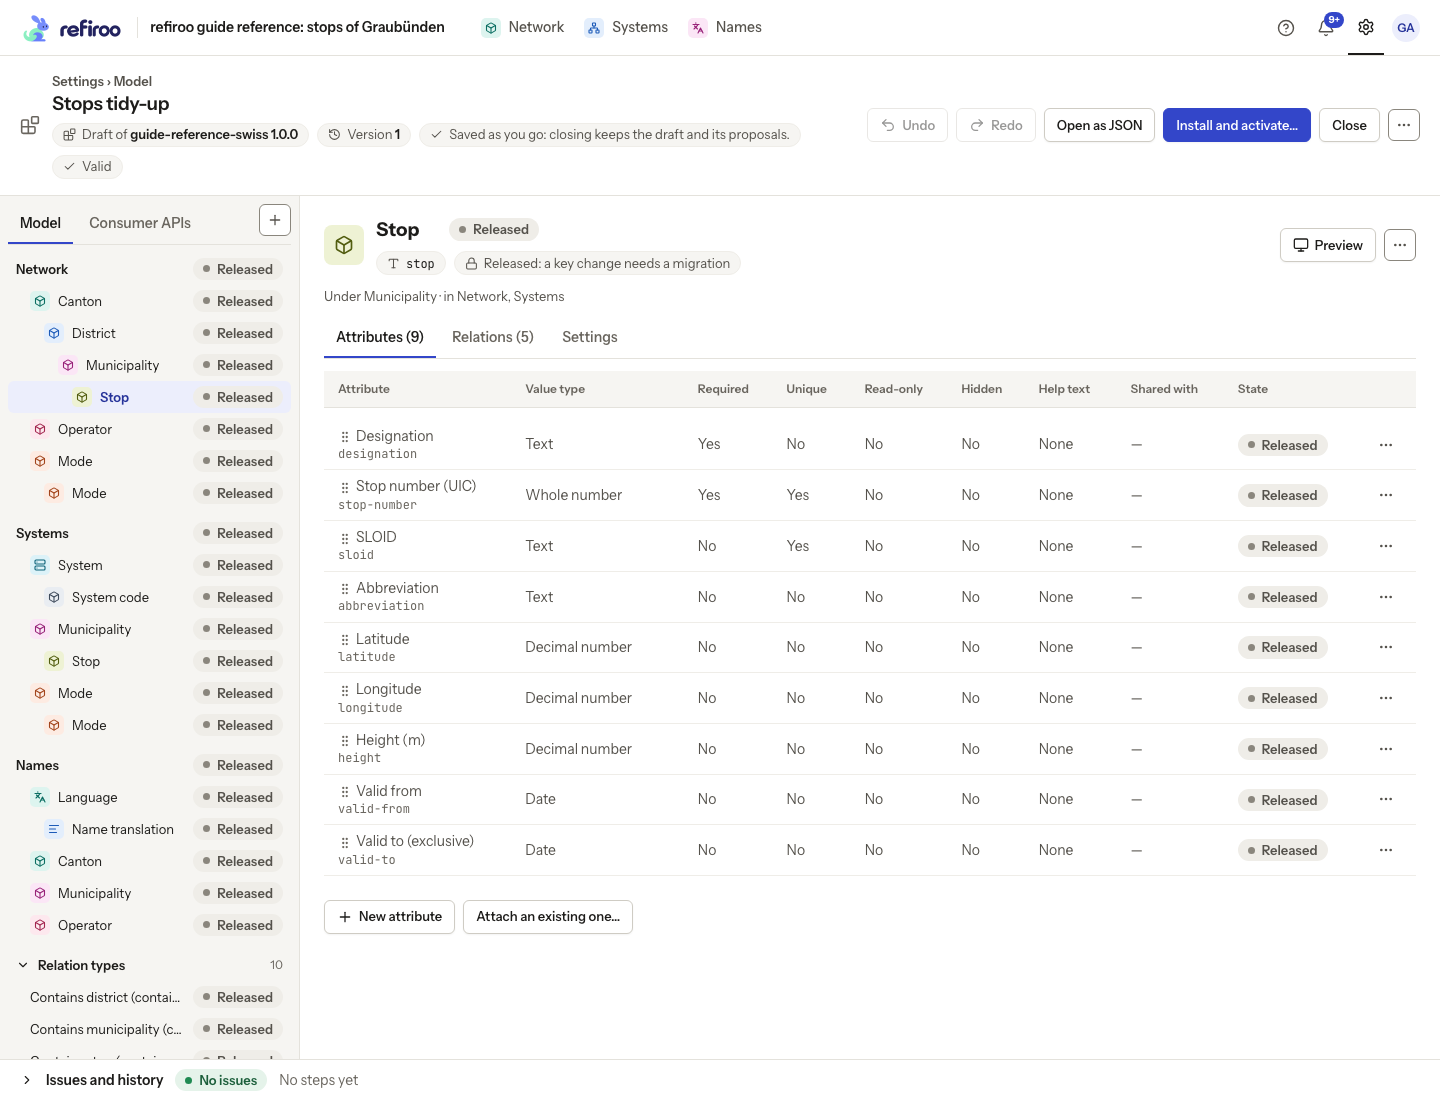 refiroo
refiroo guide reference: stops of Graubünden
Network
Systems
Names
9+
GA
Settings › Model
Stops tidy-up
Draft of guide-reference-swiss 1.0.0
Version 1
Saved as you go: closing keeps the draft and its proposals.
Valid
Undo
Redo
Open as JSON
Install and activate...
Close
Model
Consumer APIs
Network Released
Canton Released
District Released
Municipality Released
Stop Released
Operator Released
Mode Released
Mode Released
Systems Released
System Released
System code Released
Municipality Released
Stop Released
Mode Released
Mode Released
Names Released
Language Released
Name translation Released
Canton Released
Municipality Released
Operator Released
Relation types 10
Contains district (contai... Released
Contains municipality (c... Released
Stop Released
stop
Released: a key change needs a migration
Preview
Under Municipality · in Network, Systems
Attributes (9)
Relations (5)
Settings
Attribute Value type Required Unique Read-only Hidden Help text Shared with State
Designation
designation
Text Yes No No No None — Released
Stop number (UIC)
stop-number
Whole number Yes Yes No No None — Released
SLOID
sloid
Text No Yes No No None — Released
Abbreviation
abbreviation
Text No No No No None — Released
Latitude
latitude
Decimal number No No No No None — Released
Longitude
longitude
Decimal number No No No No None — Released
Height (m)
height
Decimal number No No No No None — Released
Valid from
valid-from
Date No No No No None — Released
Valid to (exclusive)
valid-to
Date No No No No None — Released
New attribute
Attach an existing one...
Issues and history
No issues
No steps yet